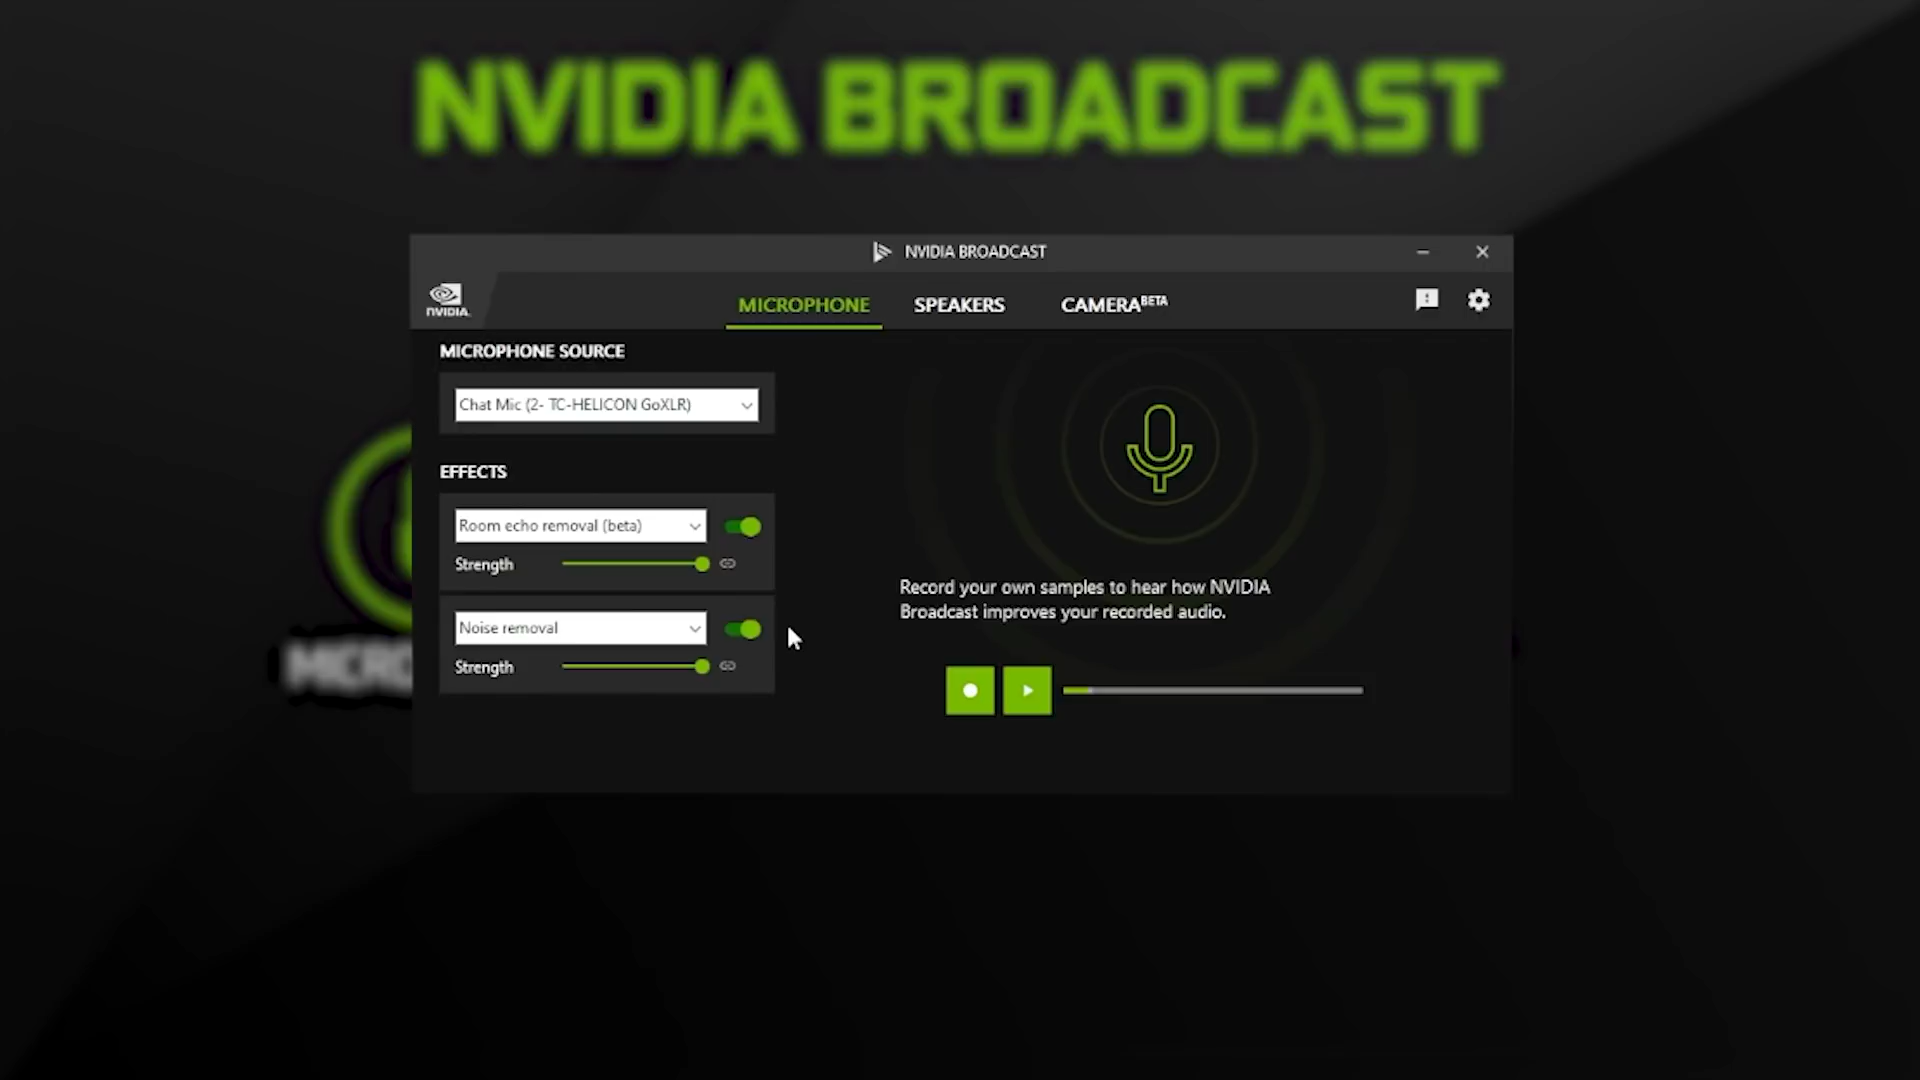 NVIDIA BROADCAST
NVIDIA BROADCAST
NVIDIA
MICROPHONE
SPEAKERS
CAMERA BETA
MICROPHONE SOURCE
Chat Mic (2- TC-HELICON GoXLR)
EFFECTS
Room echo removal (beta)
Strength
Noise removal
Strength
Record your own samples to hear how NVIDIA
Broadcast improves your recorded audio.